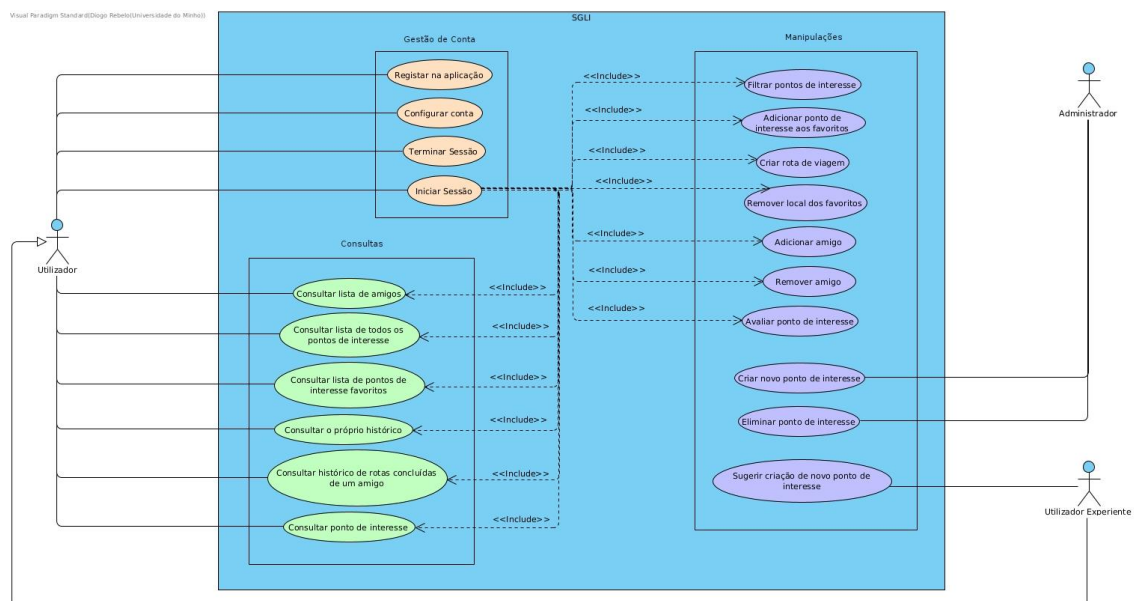 Visual Paradigm Standard(Diogo Rebelo(Universidade do Minho))
SGLI
Gestão de Conta
Registar na aplicação
Configurar conta
Terminar Sessão
Iniciar Sessão
Consultas
Consultar lista de amigos
Consultar lista de todos os
pontos de interesse
Consultar lista de pontos de
interesse favoritos
Consultar o próprio histórico
Consultar histórico de rotas concluídas
de um amigo
Consultar ponto de interesse
<<Include>>
<<Include>>
<<Include>>
<<Include>>
<<Include>>
<<Include>>
<<Include>>
<<Include>>
<<Include>>
<<Include>>
<<Include>>
<<Include>>
<<Include>>
Manipulações
Filtrar pontos de interesse
Adicionar ponto de
interesse aos favoritos
Criar rota de viagem
Remover local dos favoritos
Adicionar amigo
Remover amigo
Avaliar ponto de interesse
Criar novo ponto de interesse
Eliminar ponto de interesse
Sugerir criação de novo ponto de
interesse
Utilizador
Administrador
Utilizador Experiente